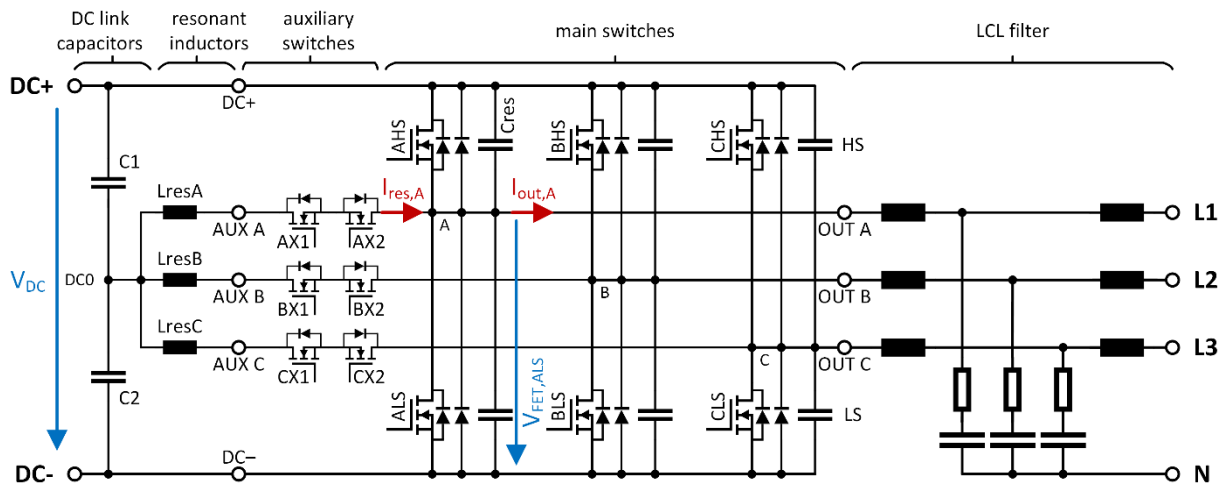 DC link
capacitors
resonant
inductors
auxiliary
switches
main switches
LCL filter
DC+
DC+
AHS
Cres
BHS
CHS
HS
C1
LresA
I res,A
I out,A
A
AUX A
AX1
AX2
OUT A
L1
VDC
DC0
LresB
AUX B
BX1
BX2
B
OUT B
L2
LresC
AUX C
CX1
CX2
C
OUT C
L3
C2
ALS
VFET,ALS
BLS
CLS
LS
DC–
DC-
N